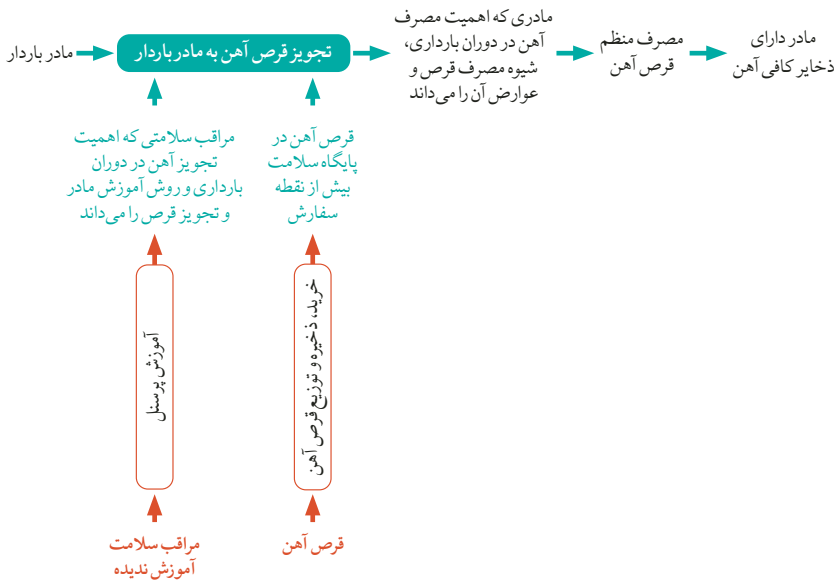 مادر باردار
تجویز قرص آهن به مادر باردار
مادری که اهمیت مصرف
آهن در دوران بارداری،
شیوه مصرف قرص و
عوارض آن را می‌داند
مصرف منظم
قرص آهن
مادر دارای
ذخایر کافی آهن
مراقب سلامتی که اهمیت
تجویز آهن در دوران
بارداری و روش آموزش مادر
و تجویز قرص را می‌داند
قرص آهن در
پایگاه سلامت
بیش از نقطه
سفارش
آموزش پرسنل
خرید، ذخیره و توزیع قرص آهن
مراقب سلامت
آموزش ندیده
قرص آهن